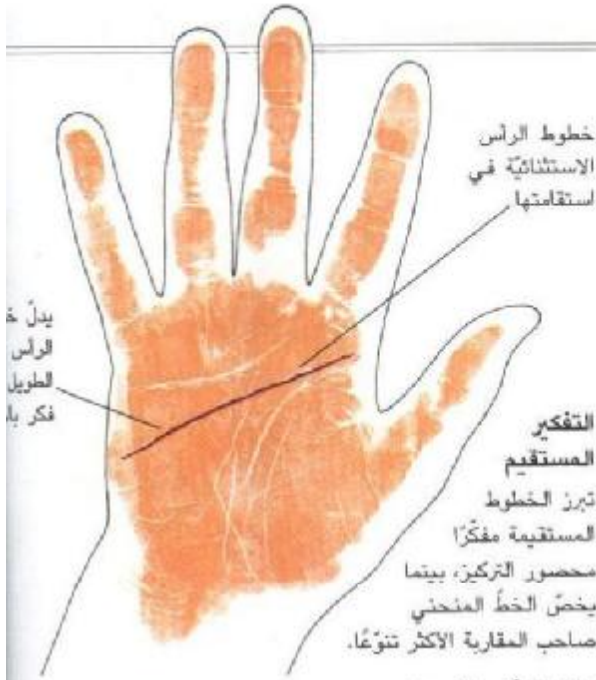 خطوط الرأس
الاستثنائيّة في
استقامتها
يدلّ
الرأس
الطويل
فكر
التفكير
المستقيم
تبرز الخطوط
المستقيمة مفكّرًا
محصور التركيز، بينما
يخصّ الخطّ المنحني
صاحب المقاربة الأكثر تنوّعًا.